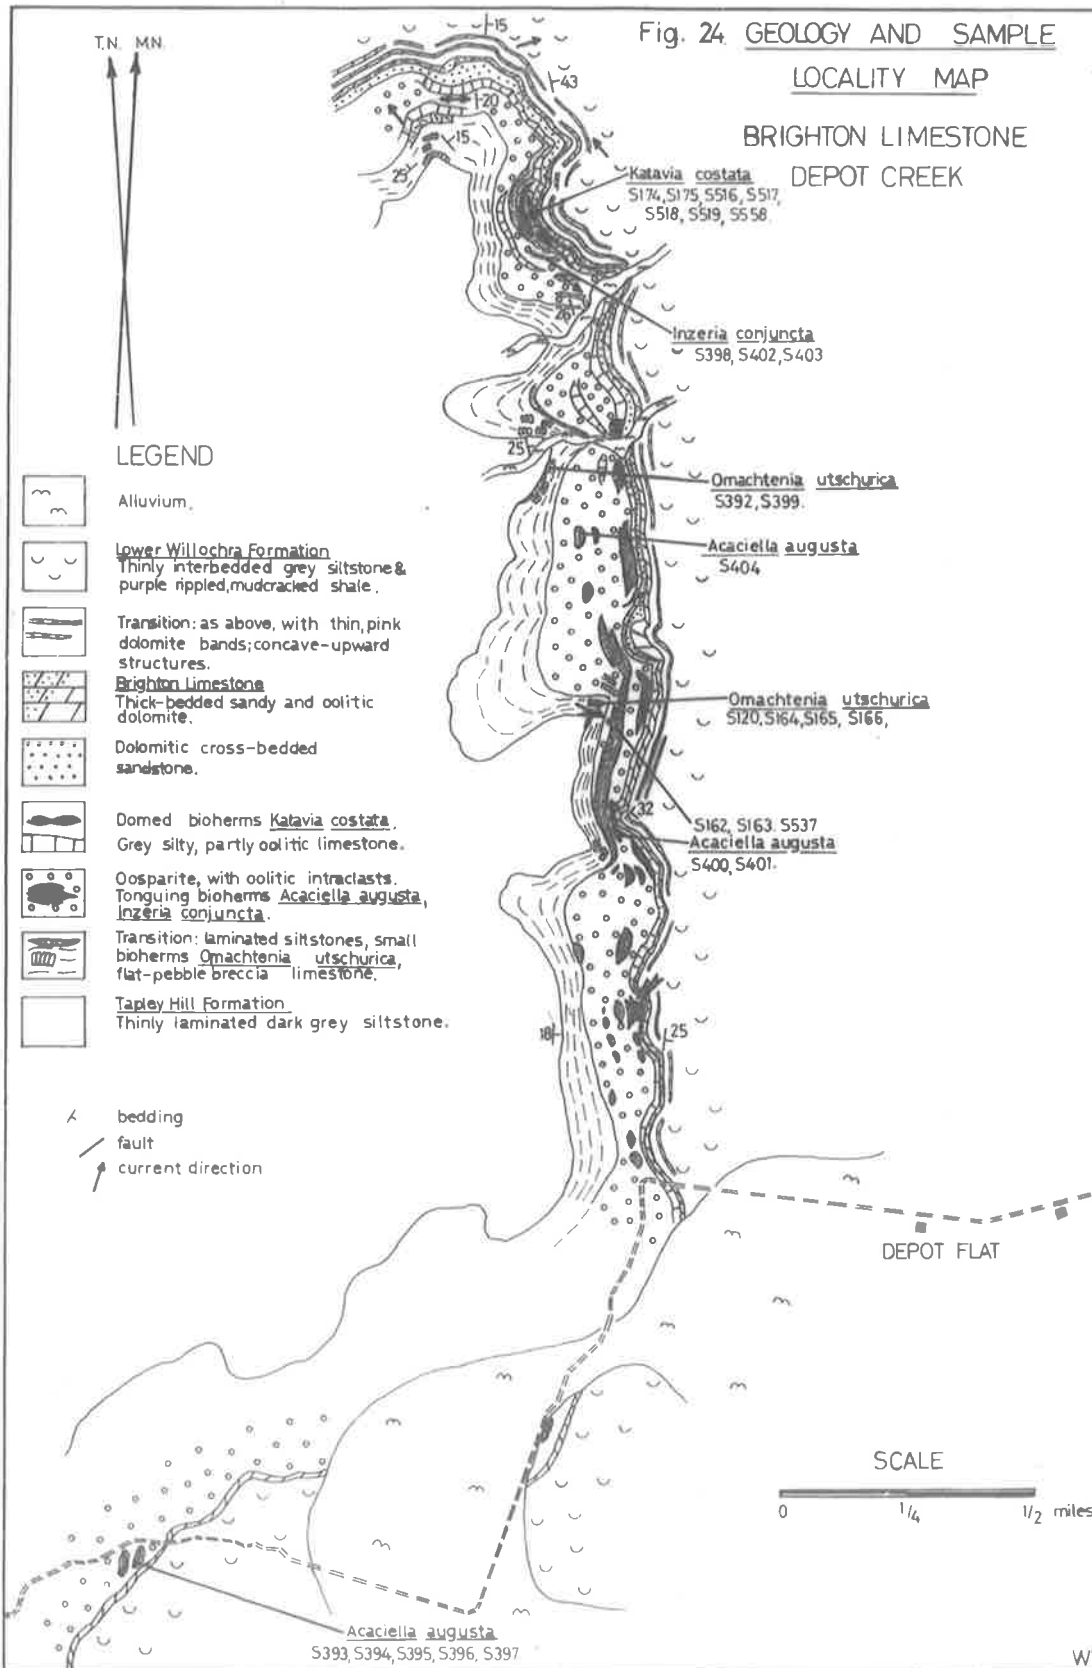 Fig. 24. GEOLOGY AND SAMPLE
LOCALITY MAP
BRIGHTON LIMESTONE
DEPOT CREEK
T.N. M.N.
15
43
20
15
25
Katavia costata
S174, S175, S516, S517,
S518, S519, S558.
26
Inzeria conjuncta
S398, S402, S403
25
Omachtenia utschurica
S392, S399.
Acaciella augusta
S404
Omachtenia utschurica
S120, S164, S165, S166,
32
S162, S163. S537
Acaciella augusta
S400, S401.
18
25
LEGEND
Alluvium.
Lower Willochra Formation
Thinly interbedded grey siltstone &
purple rippled, mudcracked shale.
Transition: as above, with thin, pink
dolomite bands; concave-upward
structures.
Brighton Limestone
Thick-bedded sandy and oolitic
dolomite.
Dolomitic cross-bedded
sandstone.
Domed bioherms Katavia costata.
Grey silty, partly oolitic limestone.
Oosparite, with oolitic intraclasts.
Tonguing bioherms Acaciella augusta,
Inzeria conjuncta.
Transition: laminated siltstones, small
bioherms Omachtenia utschurica,
flat-pebble breccia limestone.
Tapley Hill Formation
Thinly laminated dark grey siltstone.
bedding
fault
current direction
DEPOT FLAT
SCALE
0 1/4 1/2 miles
Acaciella augusta
S393, S394, S395, S396, S397
W